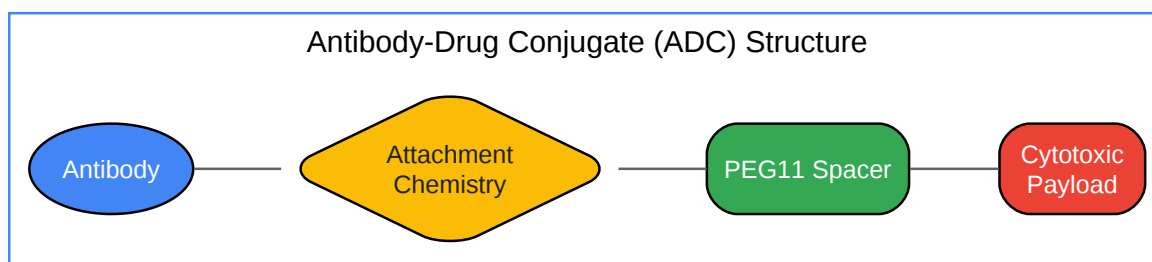 Antibody-Drug Conjugate (ADC) Structure
Antibody
Attachment
Chemistry
PEG11 Spacer
Cytotoxic
Payload